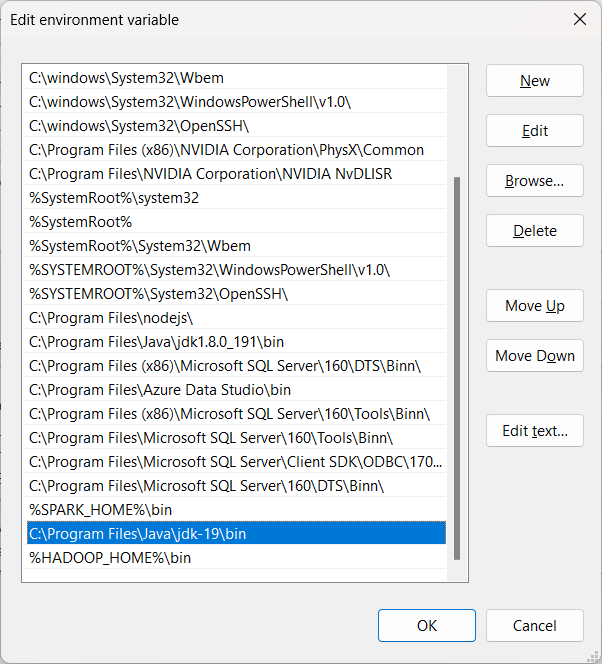 Edit environment variable
C:\windows\System32\Wbem
C:\windows\System32\WindowsPowerShell\v1.0\
C:\windows\System32\OpenSSH\
C:\Program Files (x86)\NVIDIA Corporation\PhysX\Common
C:\Program Files\NVIDIA Corporation\NVIDIA NvDLISR
%SystemRoot%\system32
%SystemRoot%
%SystemRoot%\System32\Wbem
%SYSTEMROOT%\System32\WindowsPowerShell\v1.0\
%SYSTEMROOT%\System32\OpenSSH\
C:\Program Files\nodejs\
C:\Program Files\Java\jdk1.8.0_191\bin
C:\Program Files (x86)\Microsoft SQL Server\160\DTS\Binn\
C:\Program Files\Azure Data Studio\bin
C:\Program Files (x86)\Microsoft SQL Server\160\Tools\Binn\
C:\Program Files\Microsoft SQL Server\160\Tools\Binn\
C:\Program Files\Microsoft SQL Server\Client SDK\ODBC\170...
C:\Program Files\Microsoft SQL Server\160\DTS\Binn\
%SPARK_HOME%\bin
C:\Program Files\Java\jdk-19\bin
%HADOOP_HOME%\bin
New
Edit
Browse...
Delete
Move Up
Move Down
Edit text...
OK
Cancel